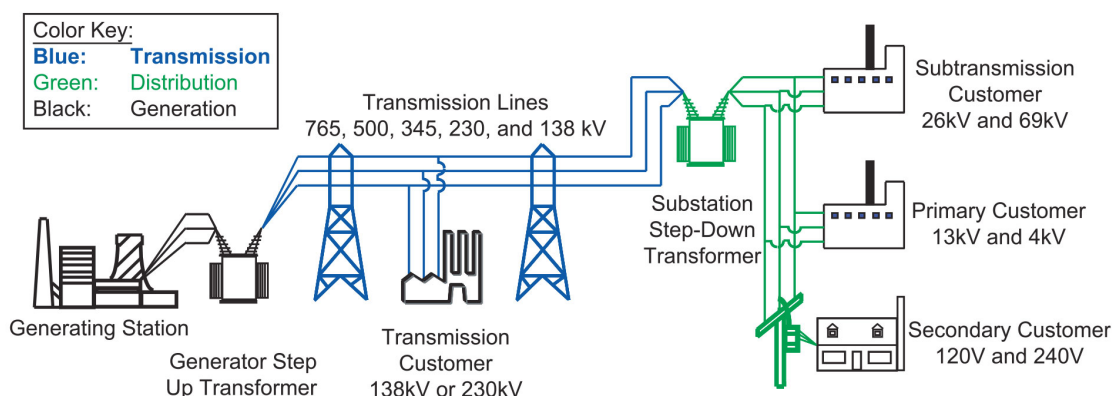 Color Key:
Blue: Transmission
Green: Distribution
Black: Generation
Transmission Lines
765, 500, 345, 230, and 138 kV
Subtransmission
Customer
26kV and 69kV
Substation
Step-Down
Transformer
Primary Customer
13kV and 4kV
Generating Station
Generator Step
Up Transformer
Transmission
Customer
138kV or 230kV
Secondary Customer
120V and 240V